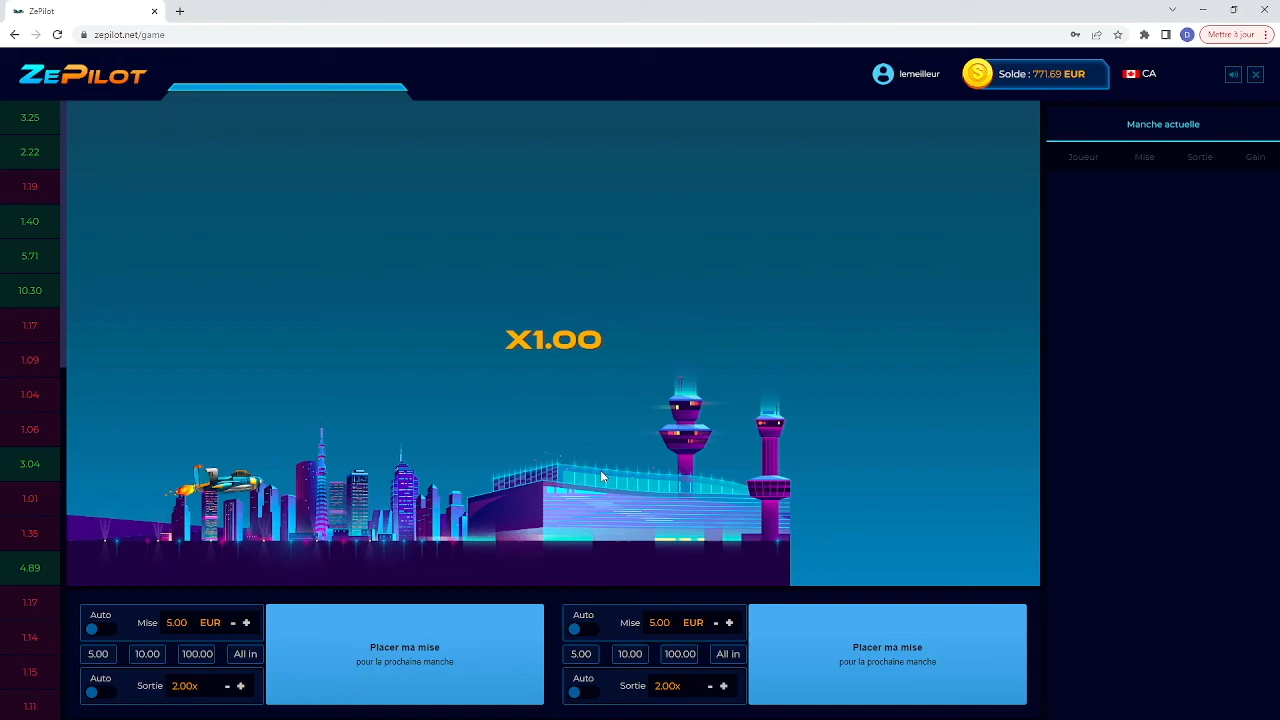 ZePilot
zepilot.net/game
D
Mettre à jour
ZEPILOT
lemeilleur
$
Solde : 771.69 EUR
CA
3.25
2.22
1.19
1.40
5.71
10.30
1.17
1.09
1.04
1.06
3.04
1.01
1.35
4.89
1.17
1.14
1.15
1.11
X1.00
Manche actuelle
Joueur Mise Sortie Gain
Auto
Mise 5.00 EUR - +
5.00 10.00 100.00 All in
Auto
Sortie 2.00x - +
Placer ma mise
pour la prochaine manche
Auto
Mise 5.00 EUR - +
5.00 10.00 100.00 All in
Auto
Sortie 2.00x - +
Placer ma mise
pour la prochaine manche